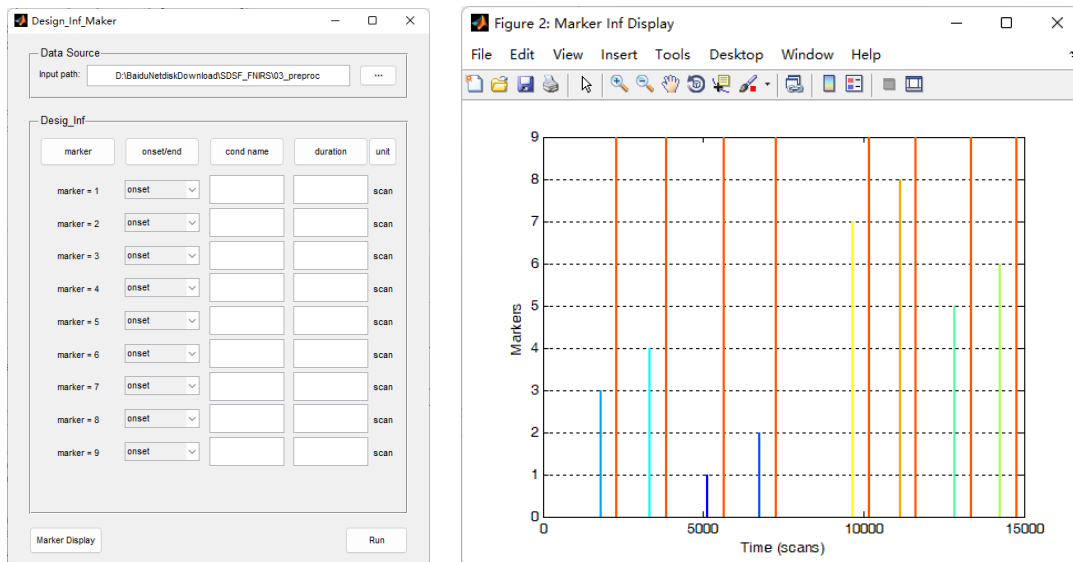 Design_Inf_Maker
Data Source
Input path: D:\BaiduNetdiskDownload\SDSF_FNIRS\03_preproc ...
Desig_Inf
marker onset/end cond name duration unit
marker = 1 onset scan
marker = 2 onset scan
marker = 3 onset scan
marker = 4 onset scan
marker = 5 onset scan
marker = 6 onset scan
marker = 7 onset scan
marker = 8 onset scan
marker = 9 onset scan
Marker Display Run
Figure 2: Marker Inf Display
File Edit View Insert Tools Desktop Window Help
9
8
7
6
5
4
3
2
1
0
Markers
0 5000 10000 15000
Time (scans)